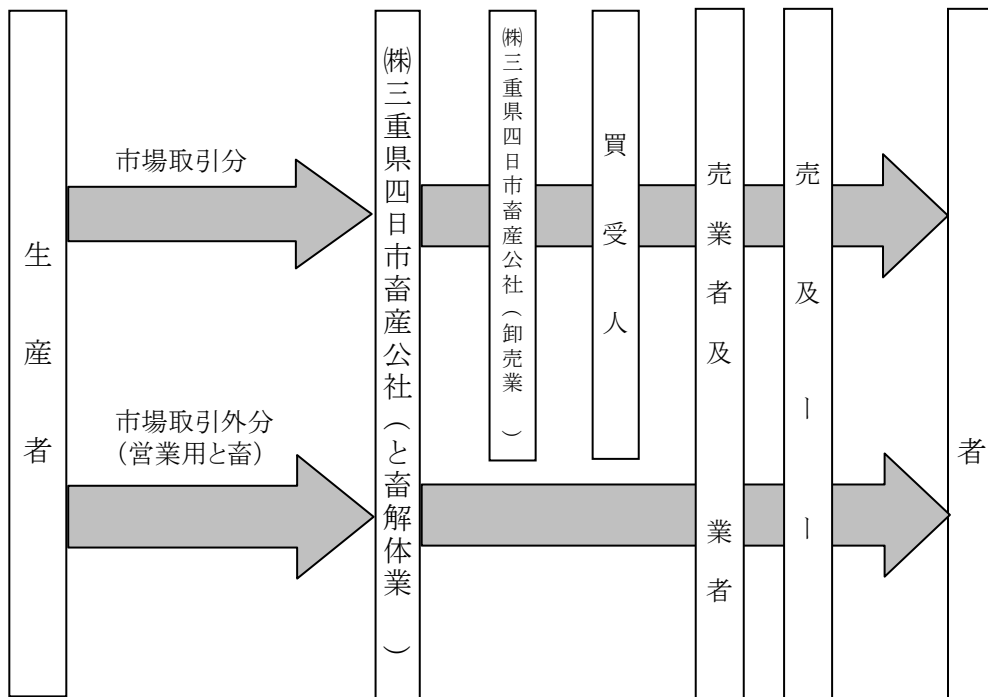 生産者
市場取引分
市場取引外分
（営業用と畜）
㈱三重県四日市畜産公社（と畜解体業）
㈱三重県四日市畜産公社（卸売業）
買受人
売業者及業者
売及ーー
者